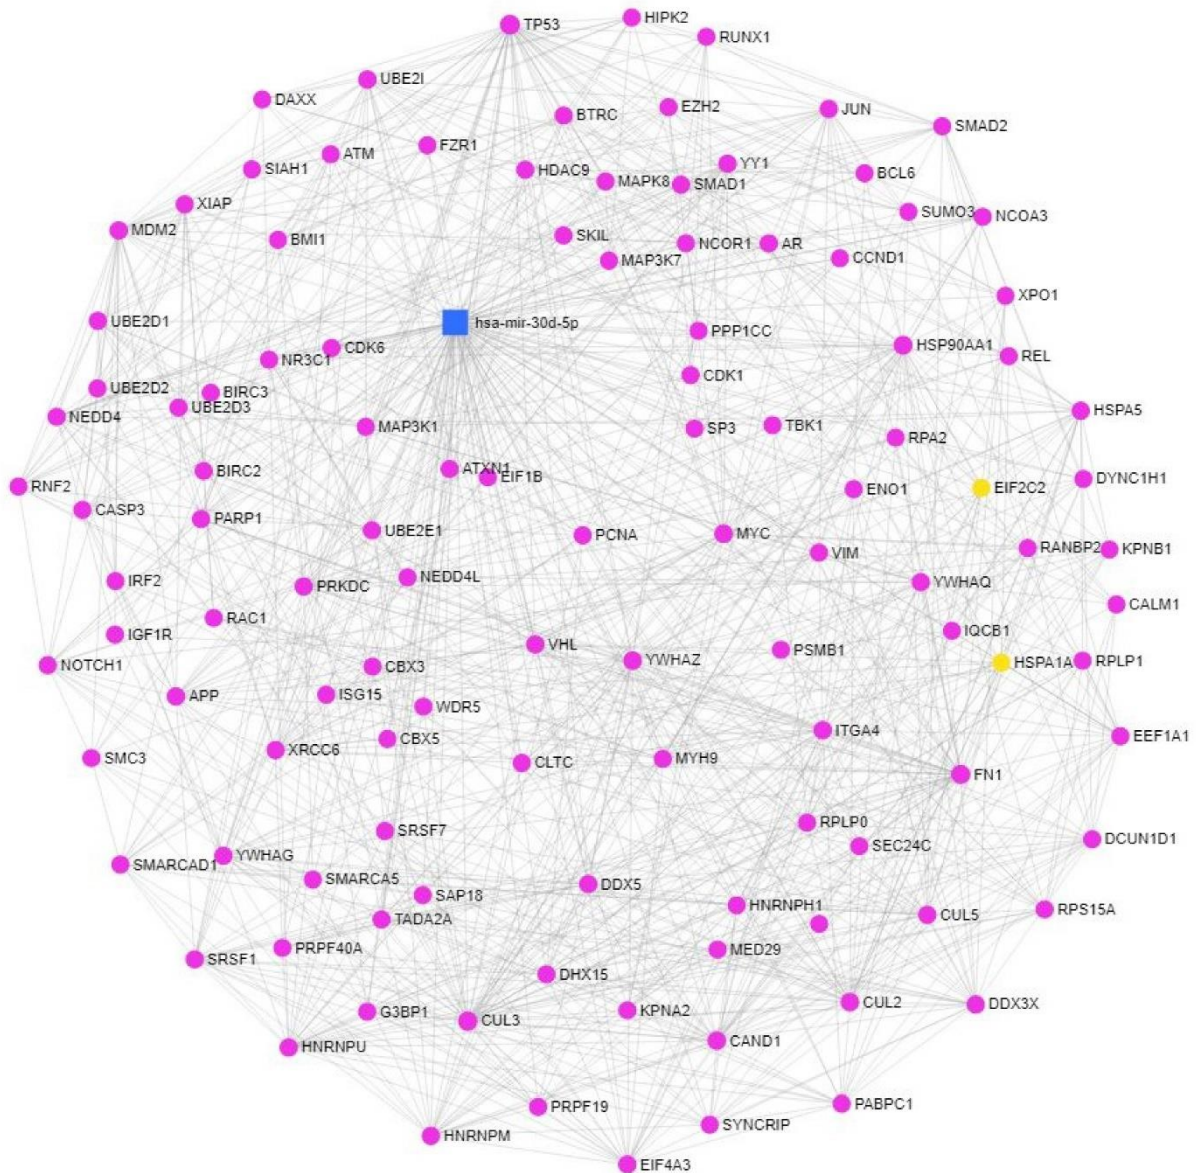 TP53
HIPK2
RUNX1
UBE2I
DAXX
BTRC
EZH2
JUN
SMAD2
FZR1
SIAH1
ATM
HDAC9
YY1
BCL6
MAPK8
SMAD1
XIAP
SUMO3
NCOA3
MDM2
BMI1
SKIL
NCOR1
AR
MAP3K7
CCND1
XPO1
UBE2D1
hsa-mir-30d-5p
PPP1CC
HSP90AA1
CDK6
NR3C1
REL
CDK1
UBE2D2
BIRC3
UBE2D3
NEDD4
HSPA5
MAP3K1
SP3
TBK1
RPA2
BIRC2
ATXN1
EIF1B
DYNC1H1
RNF2
ENO1
EIF2C2
CASP3
PARP1
UBE2E1
PCNA
MYC
VIM
RANBP2
KPNB1
IRF2
PRKDC
NEDD4L
YWHAQ
CALM1
RAC1
IGF1R
IQCB1
VHL
PSMB1
NOTCH1
CBX3
YWHAZ
HSPA1A
RPLP1
APP
ISG15
WDR5
ITGA4
EEF1A1
XRCC6
CBX5
SMC3
CLTC
MYH9
FN1
SRSF7
RPLP0
SEC24C
DCUN1D1
SMARCAD1
YWHAG
SMARCA5
SAP18
DDX5
HNRNPH1
CUL5
RPS15A
TADA2A
PRPF40A
MED29
SRSF1
DHX15
G3BP1
CUL3
KPNA2
CUL2
DDX3X
HNRNPU
CAND1
PRPF19
PABPC1
HNRNPM
SYNCRIP
EIF4A3